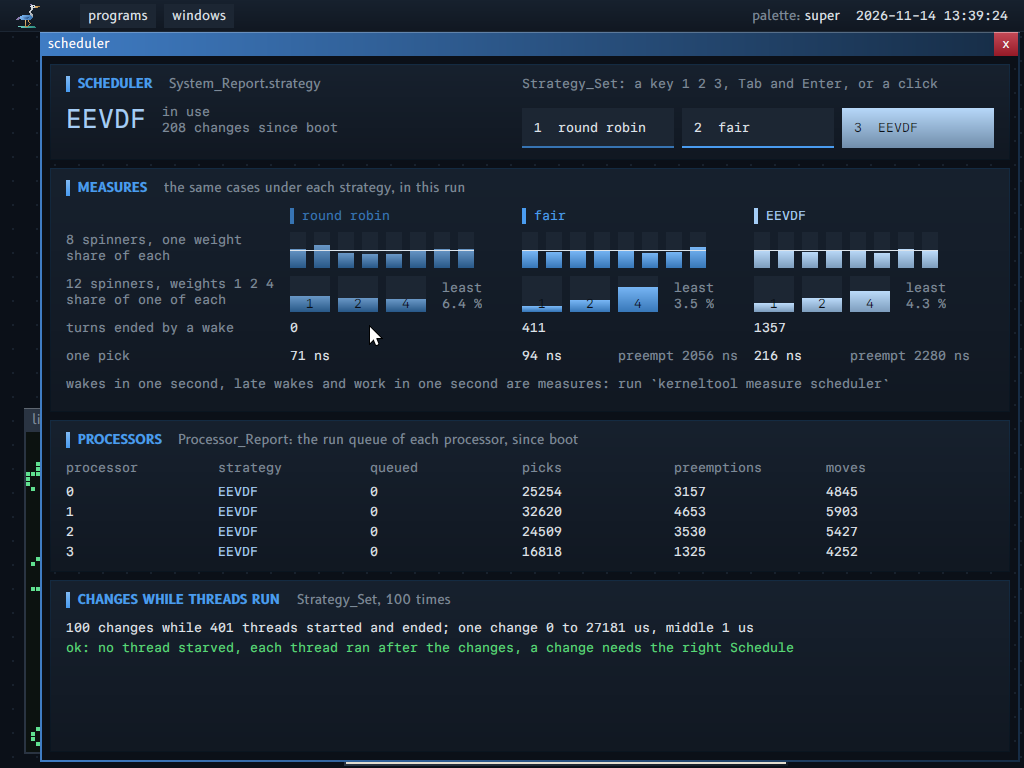 programs windows palette: super 2026-11-14 13:39:24
scheduler x
SCHEDULER System_Report.strategy Strategy_Set: a key 1 2 3, Tab and Enter, or a click
EEVDF in use
208 changes since boot
1 round robin 2 fair 3 EEVDF
MEASURES the same cases under each strategy, in this run
round robin fair EEVDF
8 spinners, one weight
share of each
12 spinners, weights 1 2 4
share of one of each
1 2 4 least 6.4 % 1 2 4 least 3.5 % 1 2 4 least 4.3 %
turns ended by a wake 0 411 1357
one pick 71 ns 94 ns preempt 2056 ns 216 ns preempt 2280 ns
wakes in one second, late wakes and work in one second are measures: run `kerneltool measure scheduler`
li
PROCESSORS Processor_Report: the run queue of each processor, since boot
processor strategy queued picks preemptions moves
0 EEVDF 0 25254 3157 4845
1 EEVDF 0 32620 4653 5903
2 EEVDF 0 24509 3530 5427
3 EEVDF 0 16818 1325 4252
CHANGES WHILE THREADS RUN Strategy_Set, 100 times
100 changes while 401 threads started and ended; one change 0 to 27181 us, middle 1 us
ok: no thread starved, each thread ran after the changes, a change needs the right Schedule